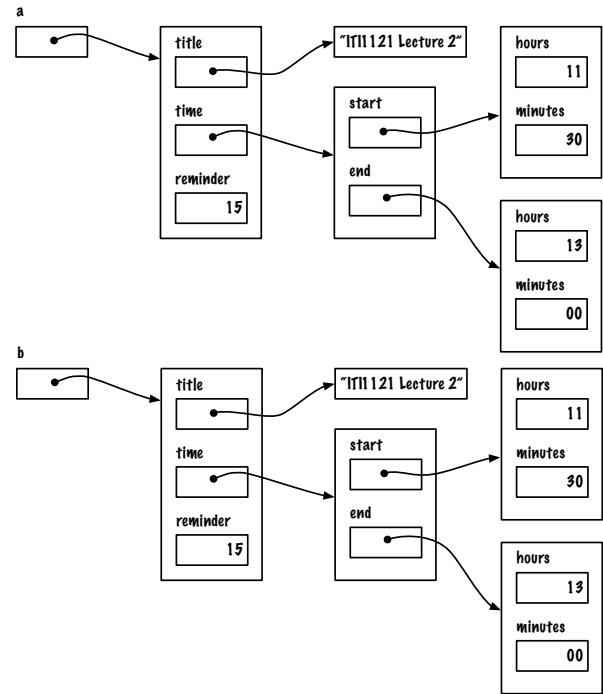 a
title
"ITI1121 Lecture 2"
hours
11
time
start
minutes
30
reminder
15
end
hours
13
minutes
00
b
title
"ITI1121 Lecture 2"
hours
11
time
start
minutes
30
reminder
15
end
hours
13
minutes
00